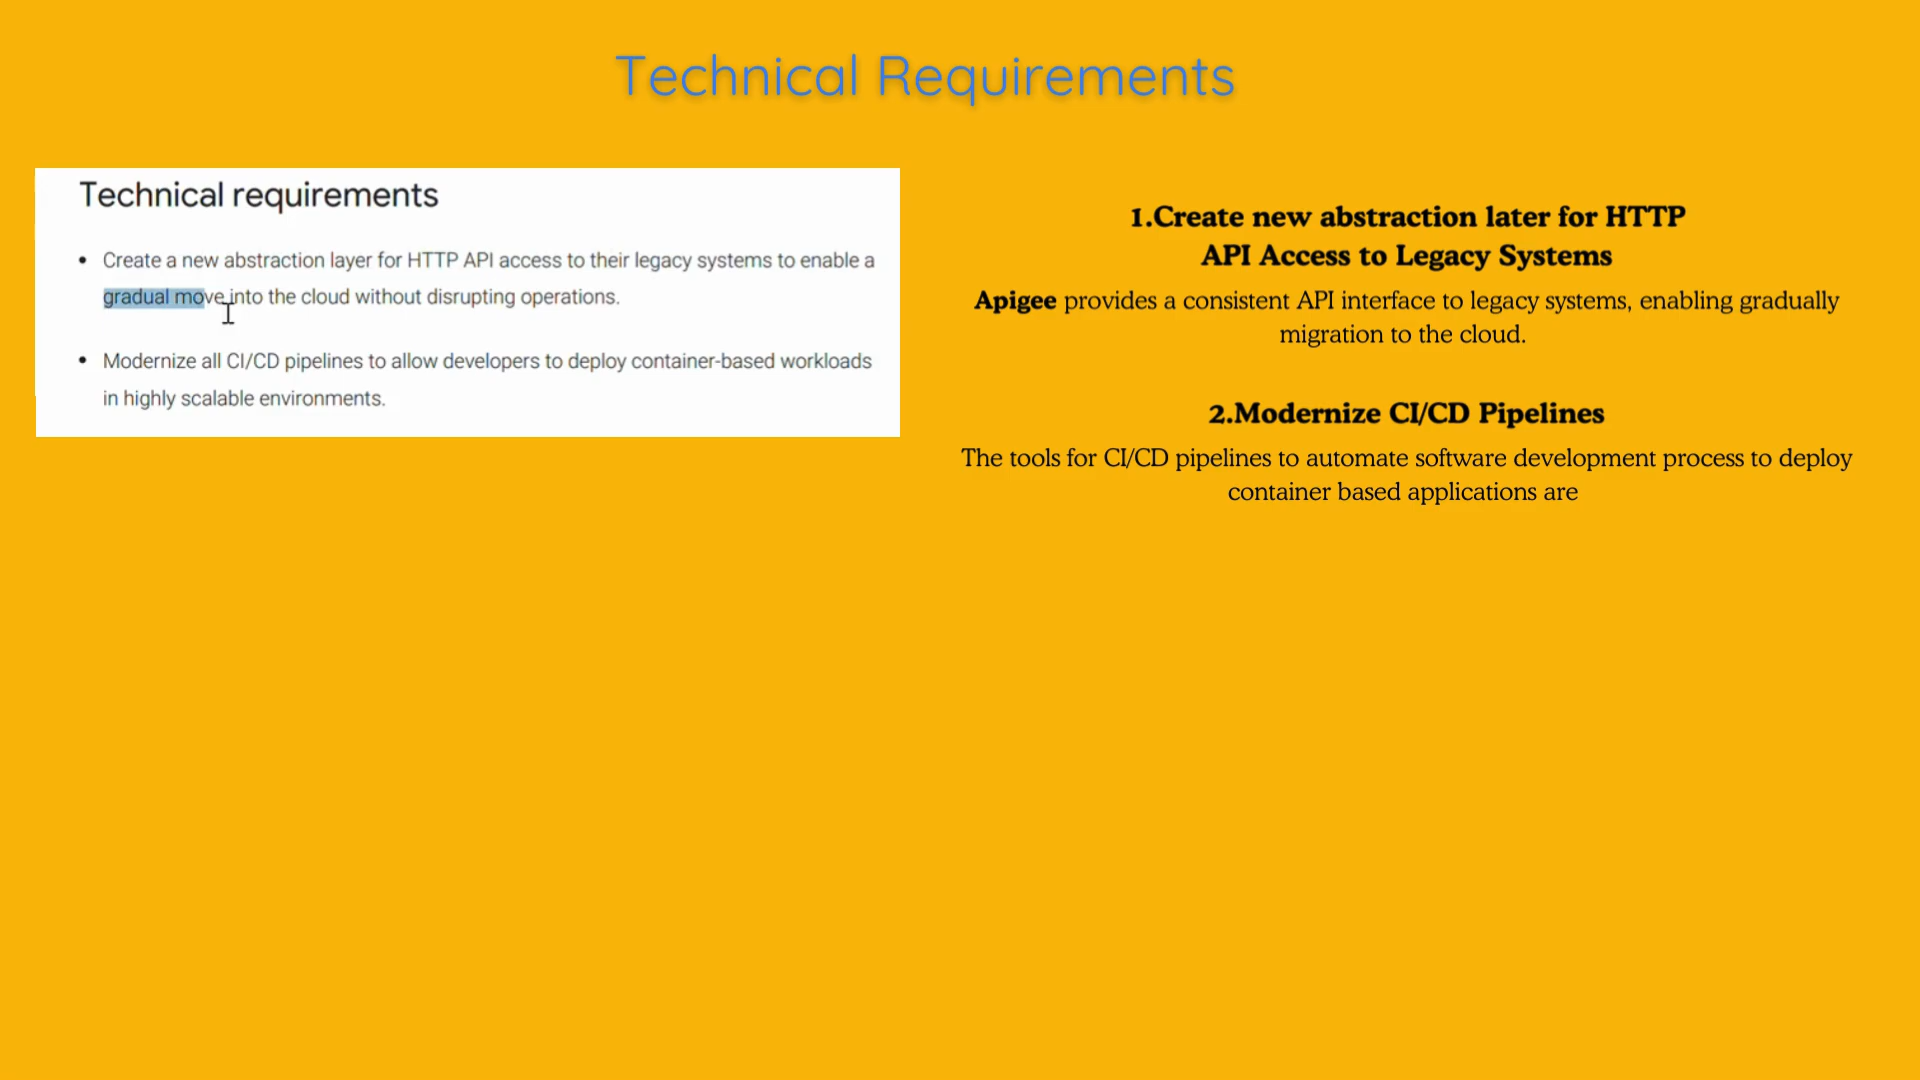 Technical Requirements
Technical requirements
• Create a new abstraction layer for HTTP API access to their legacy systems to enable a
gradual move into the cloud without disrupting operations.
• Modernize all CI/CD pipelines to allow developers to deploy container-based workloads
in highly scalable environments.
1.Create new abstraction later for HTTP
API Access to Legacy Systems
Apigee provides a consistent API interface to legacy systems, enabling gradually
migration to the cloud.
2.Modernize CI/CD Pipelines
The tools for CI/CD pipelines to automate software development process to deploy
container based applications are